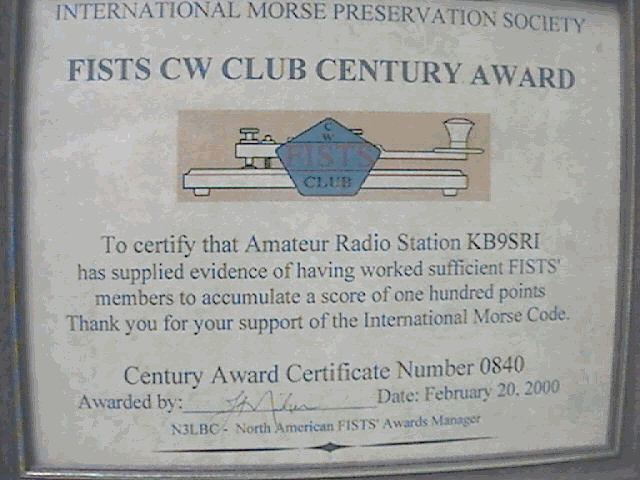 INTERNATIONAL MORSE PRESERVATION SOCIETY
FISTS CW CLUB CENTURY AWARD
C
W
FISTS
CLUB
To certify that Amateur Radio Station KB9SRI
has supplied evidence of having worked sufficient FISTS'
members to accumulate a score of one hundred points
Thank you for your support of the International Morse Code.
Century Award Certificate Number 0840
Awarded by: Date: February 20, 2000
N3LBC - North American FISTS' Awards Manager